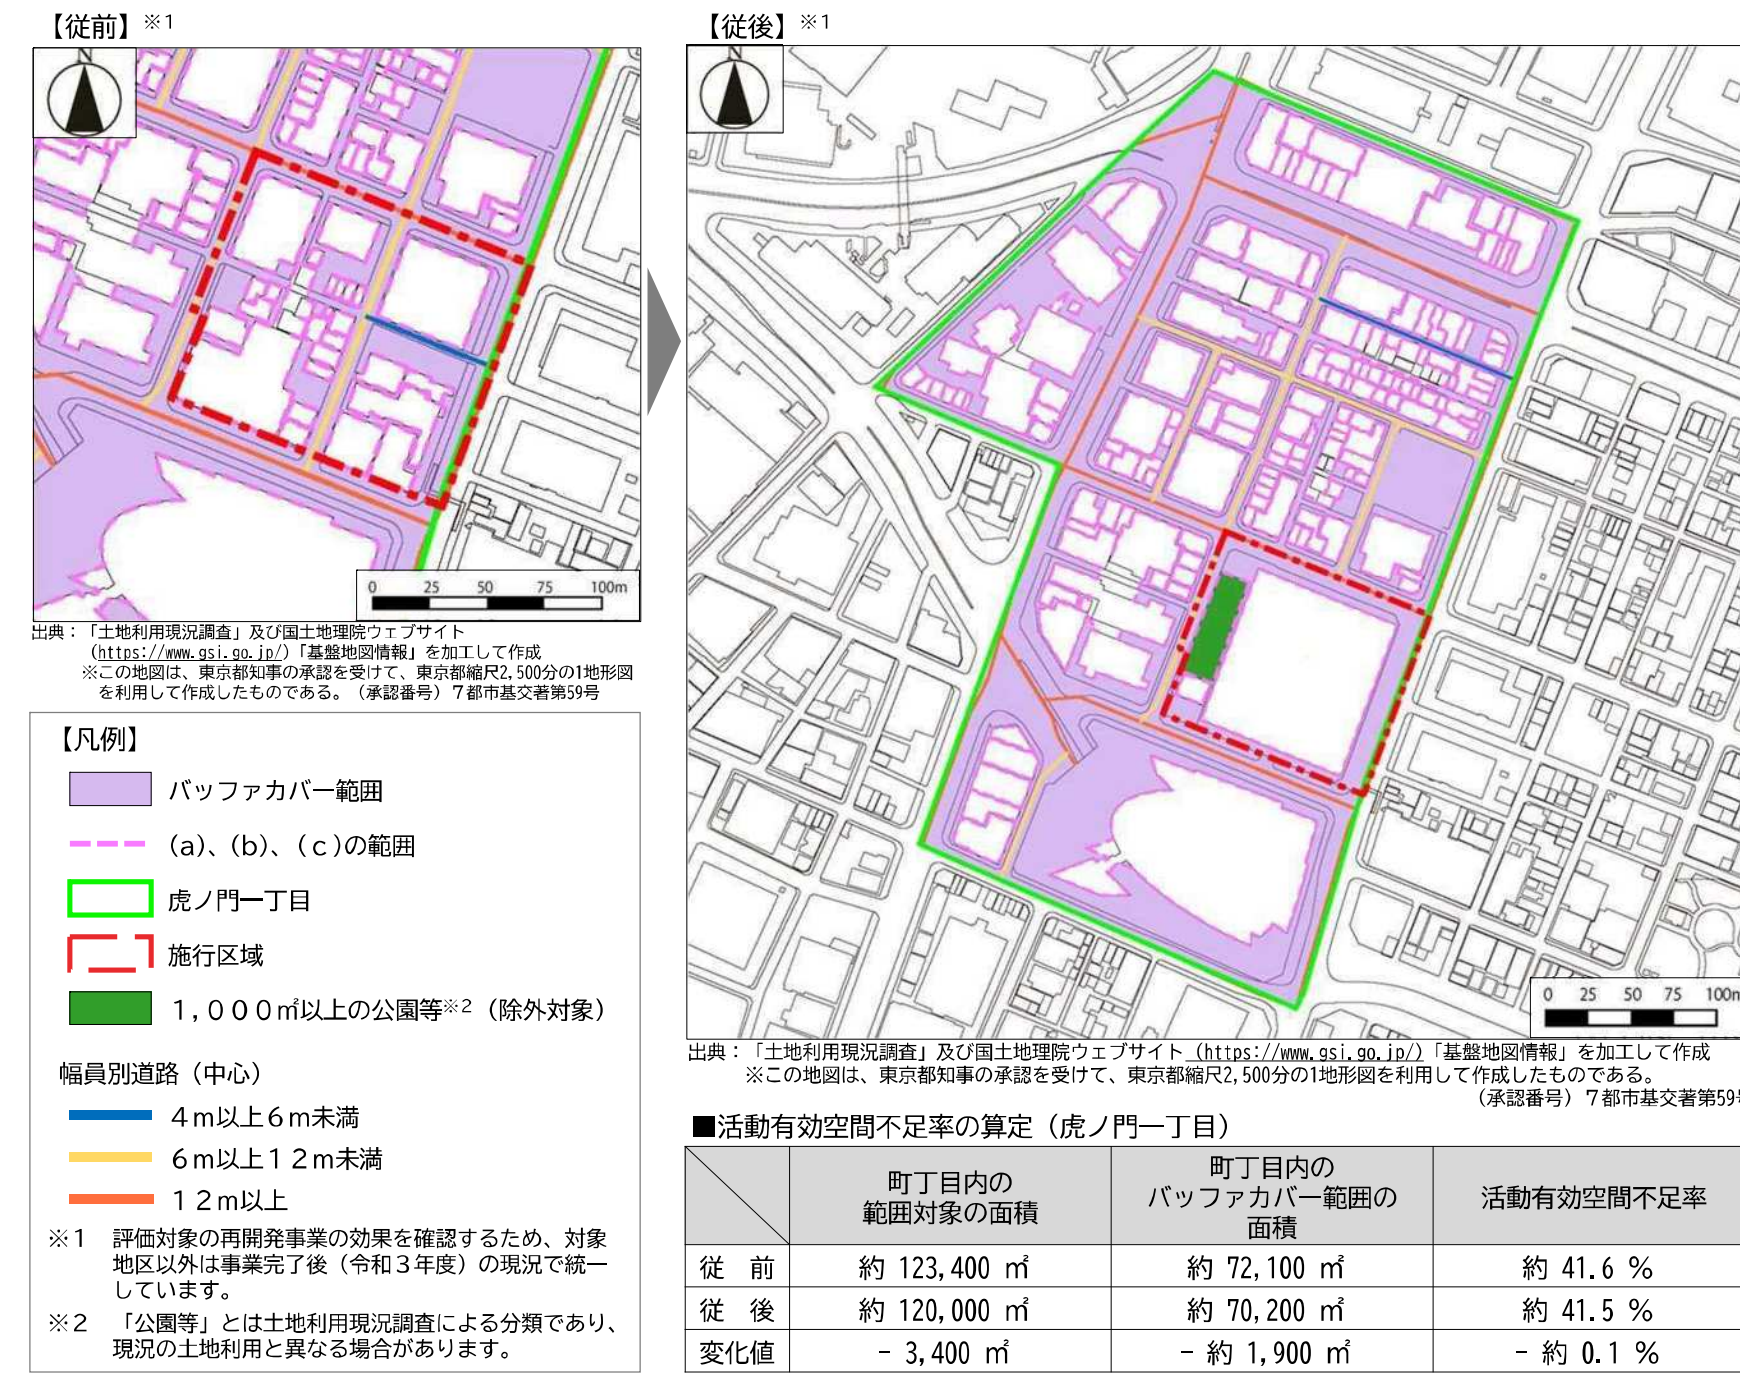 【従前】※1
N
0 25 50 75 100m
出典：「土地利用現況調査」及び国土地理院ウェブサイト
(https://www.gsi.go.jp/)「基盤地図情報」を加工して作成
※この地図は、東京都知事の承認を受けて、東京都縮尺2,500分の1地形図
を利用して作成したものである。（承認番号）７都市基交著第59号
【凡例】
バッファカバー範囲
(a)、(b)、(ｃ)の範囲
虎ノ門一丁目
施行区域
１,０００㎡以上の公園等※2（除外対象）
幅員別道路（中心）
４ｍ以上６ｍ未満
６ｍ以上１２ｍ未満
１２ｍ以上
※１　評価対象の再開発事業の効果を確認するため、対象
地区以外は事業完了後（令和３年度）の現況で統一
しています。
※２　「公園等」とは土地利用現況調査による分類であり、
現況の土地利用と異なる場合があります。
【従後】※1
N
0 25 50 75 100m
出典：「土地利用現況調査」及び国土地理院ウェブサイト (https://www.gsi.go.jp/)「基盤地図情報」を加工して作成
※この地図は、東京都知事の承認を受けて、東京都縮尺2,500分の1地形図を利用して作成したものである。
（承認番号）７都市基交著第59号
■活動有効空間不足率の算定（虎ノ門一丁目）
町丁目内の
範囲対象の面積
町丁目内の
バッファカバー範囲の
面積
活動有効空間不足率
従　前 約 123,400 ㎡ 約 72,100 ㎡ 約 41.6 %
従　後 約 120,000 ㎡ 約 70,200 ㎡ 約 41.5 %
変化値 － 3,400 ㎡ － 約 1,900 ㎡ － 約 0.1 %